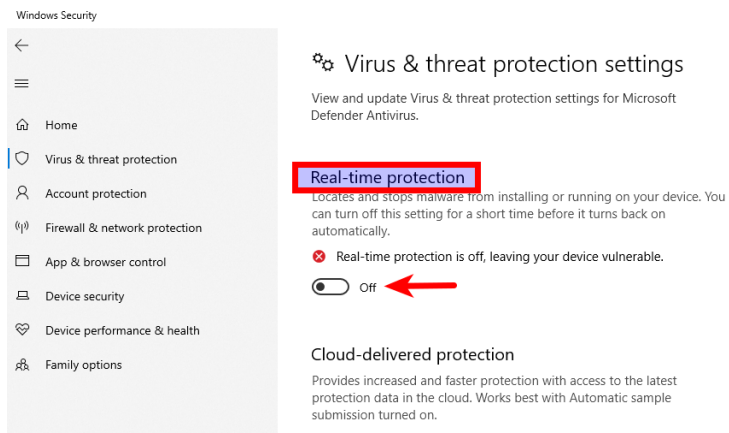 Windows Security
Home
Virus & threat protection
Account protection
Firewall & network protection
App & browser control
Device security
Device performance & health
Family options
Virus & threat protection settings
View and update Virus & threat protection settings for Microsoft
Defender Antivirus.
Real-time protection
Locates and stops malware from installing or running on your device. You
can turn off this setting for a short time before it turns back on
automatically.
Real-time protection is off, leaving your device vulnerable.
Off
Cloud-delivered protection
Provides increased and faster protection with access to the latest
protection data in the cloud. Works best with Automatic sample
submission turned on.